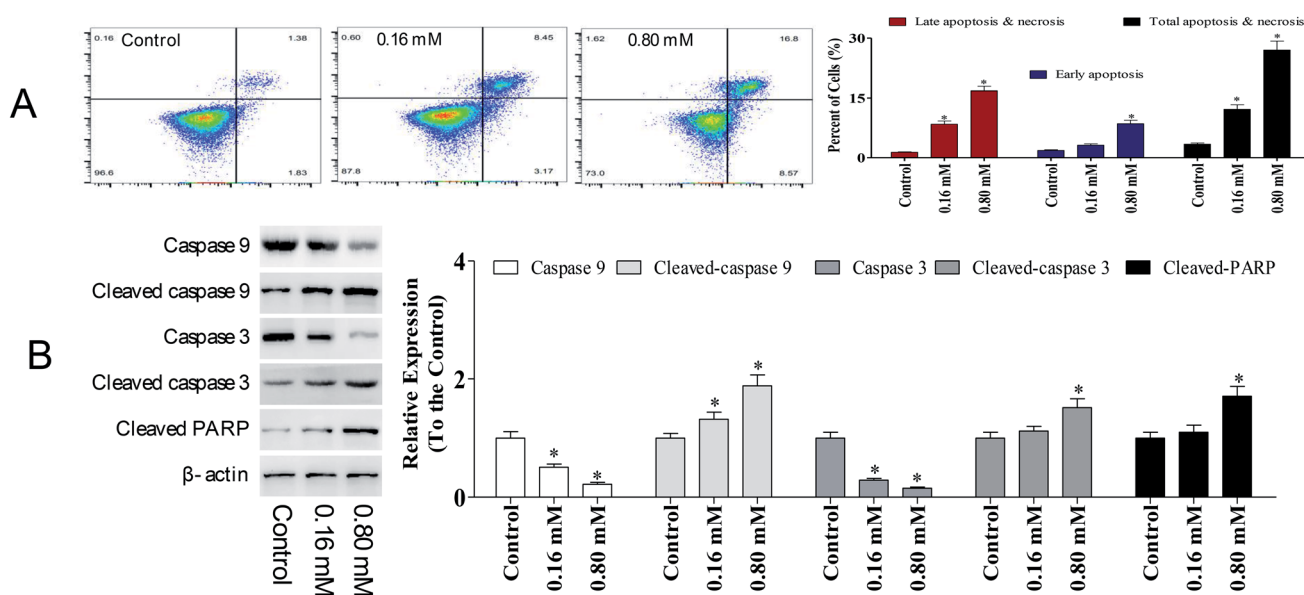 A
Control
0.16
1.38
96.6
1.83
0.16 mM
0.60
8.45
87.8
3.17
0.80 mM
1.62
16.8
73.0
8.57
Late apoptosis & necrosis
Total apoptosis & necrosis
Early apoptosis
Percent of Cells (%)
30
15
0
Control
0.16 mM
0.80 mM
Control
0.16 mM
0.80 mM
Control
0.16 mM
0.80 mM
* * * * *
B
Caspase 9
Cleaved caspase 9
Caspase 3
Cleaved caspase 3
Cleaved PARP
β- actin
Control
0.16 mM
0.80 mM
Relative Expression
(To the Control)
4
2
0
Caspase 9 Cleaved-caspase 9 Caspase 3 Cleaved-caspase 3 Cleaved-PARP
* * * * * * * *
Control
0.16 mM
0.80 mM
Control
0.16 mM
0.80 mM
Control
0.16 mM
0.80 mM
Control
0.16 mM
0.80 mM
Control
0.16 mM
0.80 mM